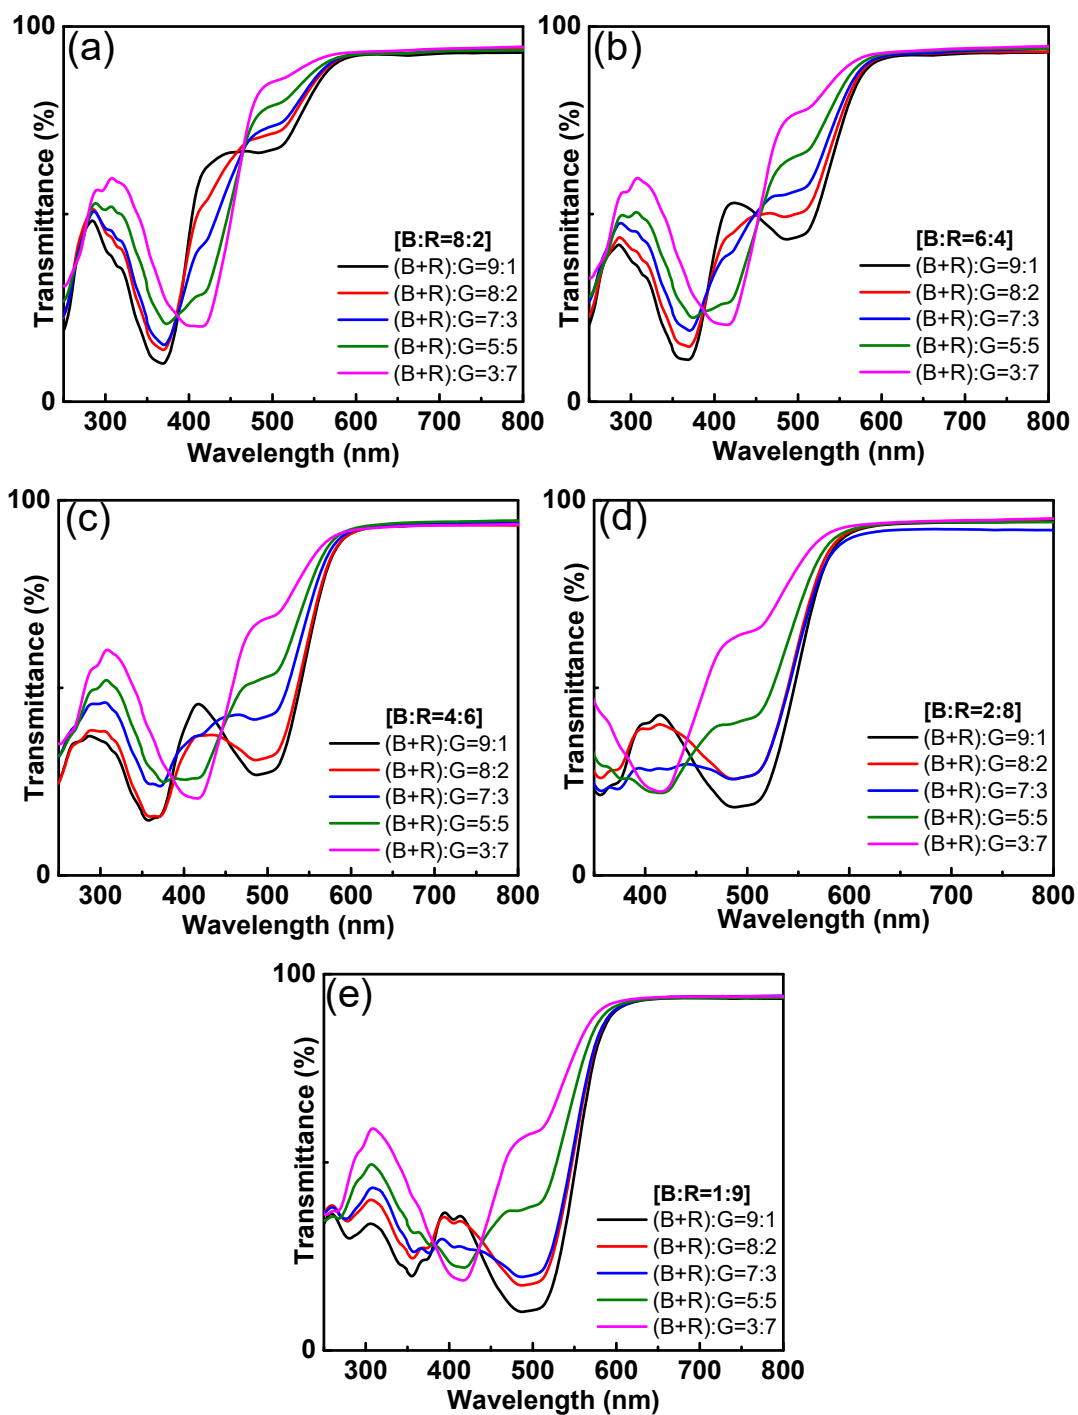 (a)
100
0
Transmittance (%)
[B:R=8:2]
(B+R):G=9:1
(B+R):G=8:2
(B+R):G=7:3
(B+R):G=5:5
(B+R):G=3:7
300 400 500 600 700 800
Wavelength (nm)
(b)
100
0
Transmittance (%)
[B:R=6:4]
(B+R):G=9:1
(B+R):G=8:2
(B+R):G=7:3
(B+R):G=5:5
(B+R):G=3:7
300 400 500 600 700 800
Wavelength (nm)
(c)
100
0
Transmittance (%)
[B:R=4:6]
(B+R):G=9:1
(B+R):G=8:2
(B+R):G=7:3
(B+R):G=5:5
(B+R):G=3:7
300 400 500 600 700 800
Wavelength (nm)
(d)
100
0
Transmittance (%)
[B:R=2:8]
(B+R):G=9:1
(B+R):G=8:2
(B+R):G=7:3
(B+R):G=5:5
(B+R):G=3:7
400 500 600 700 800
Wavelength (nm)
(e)
100
0
Transmittance (%)
[B:R=1:9]
(B+R):G=9:1
(B+R):G=8:2
(B+R):G=7:3
(B+R):G=5:5
(B+R):G=3:7
300 400 500 600 700 800
Wavelength (nm)